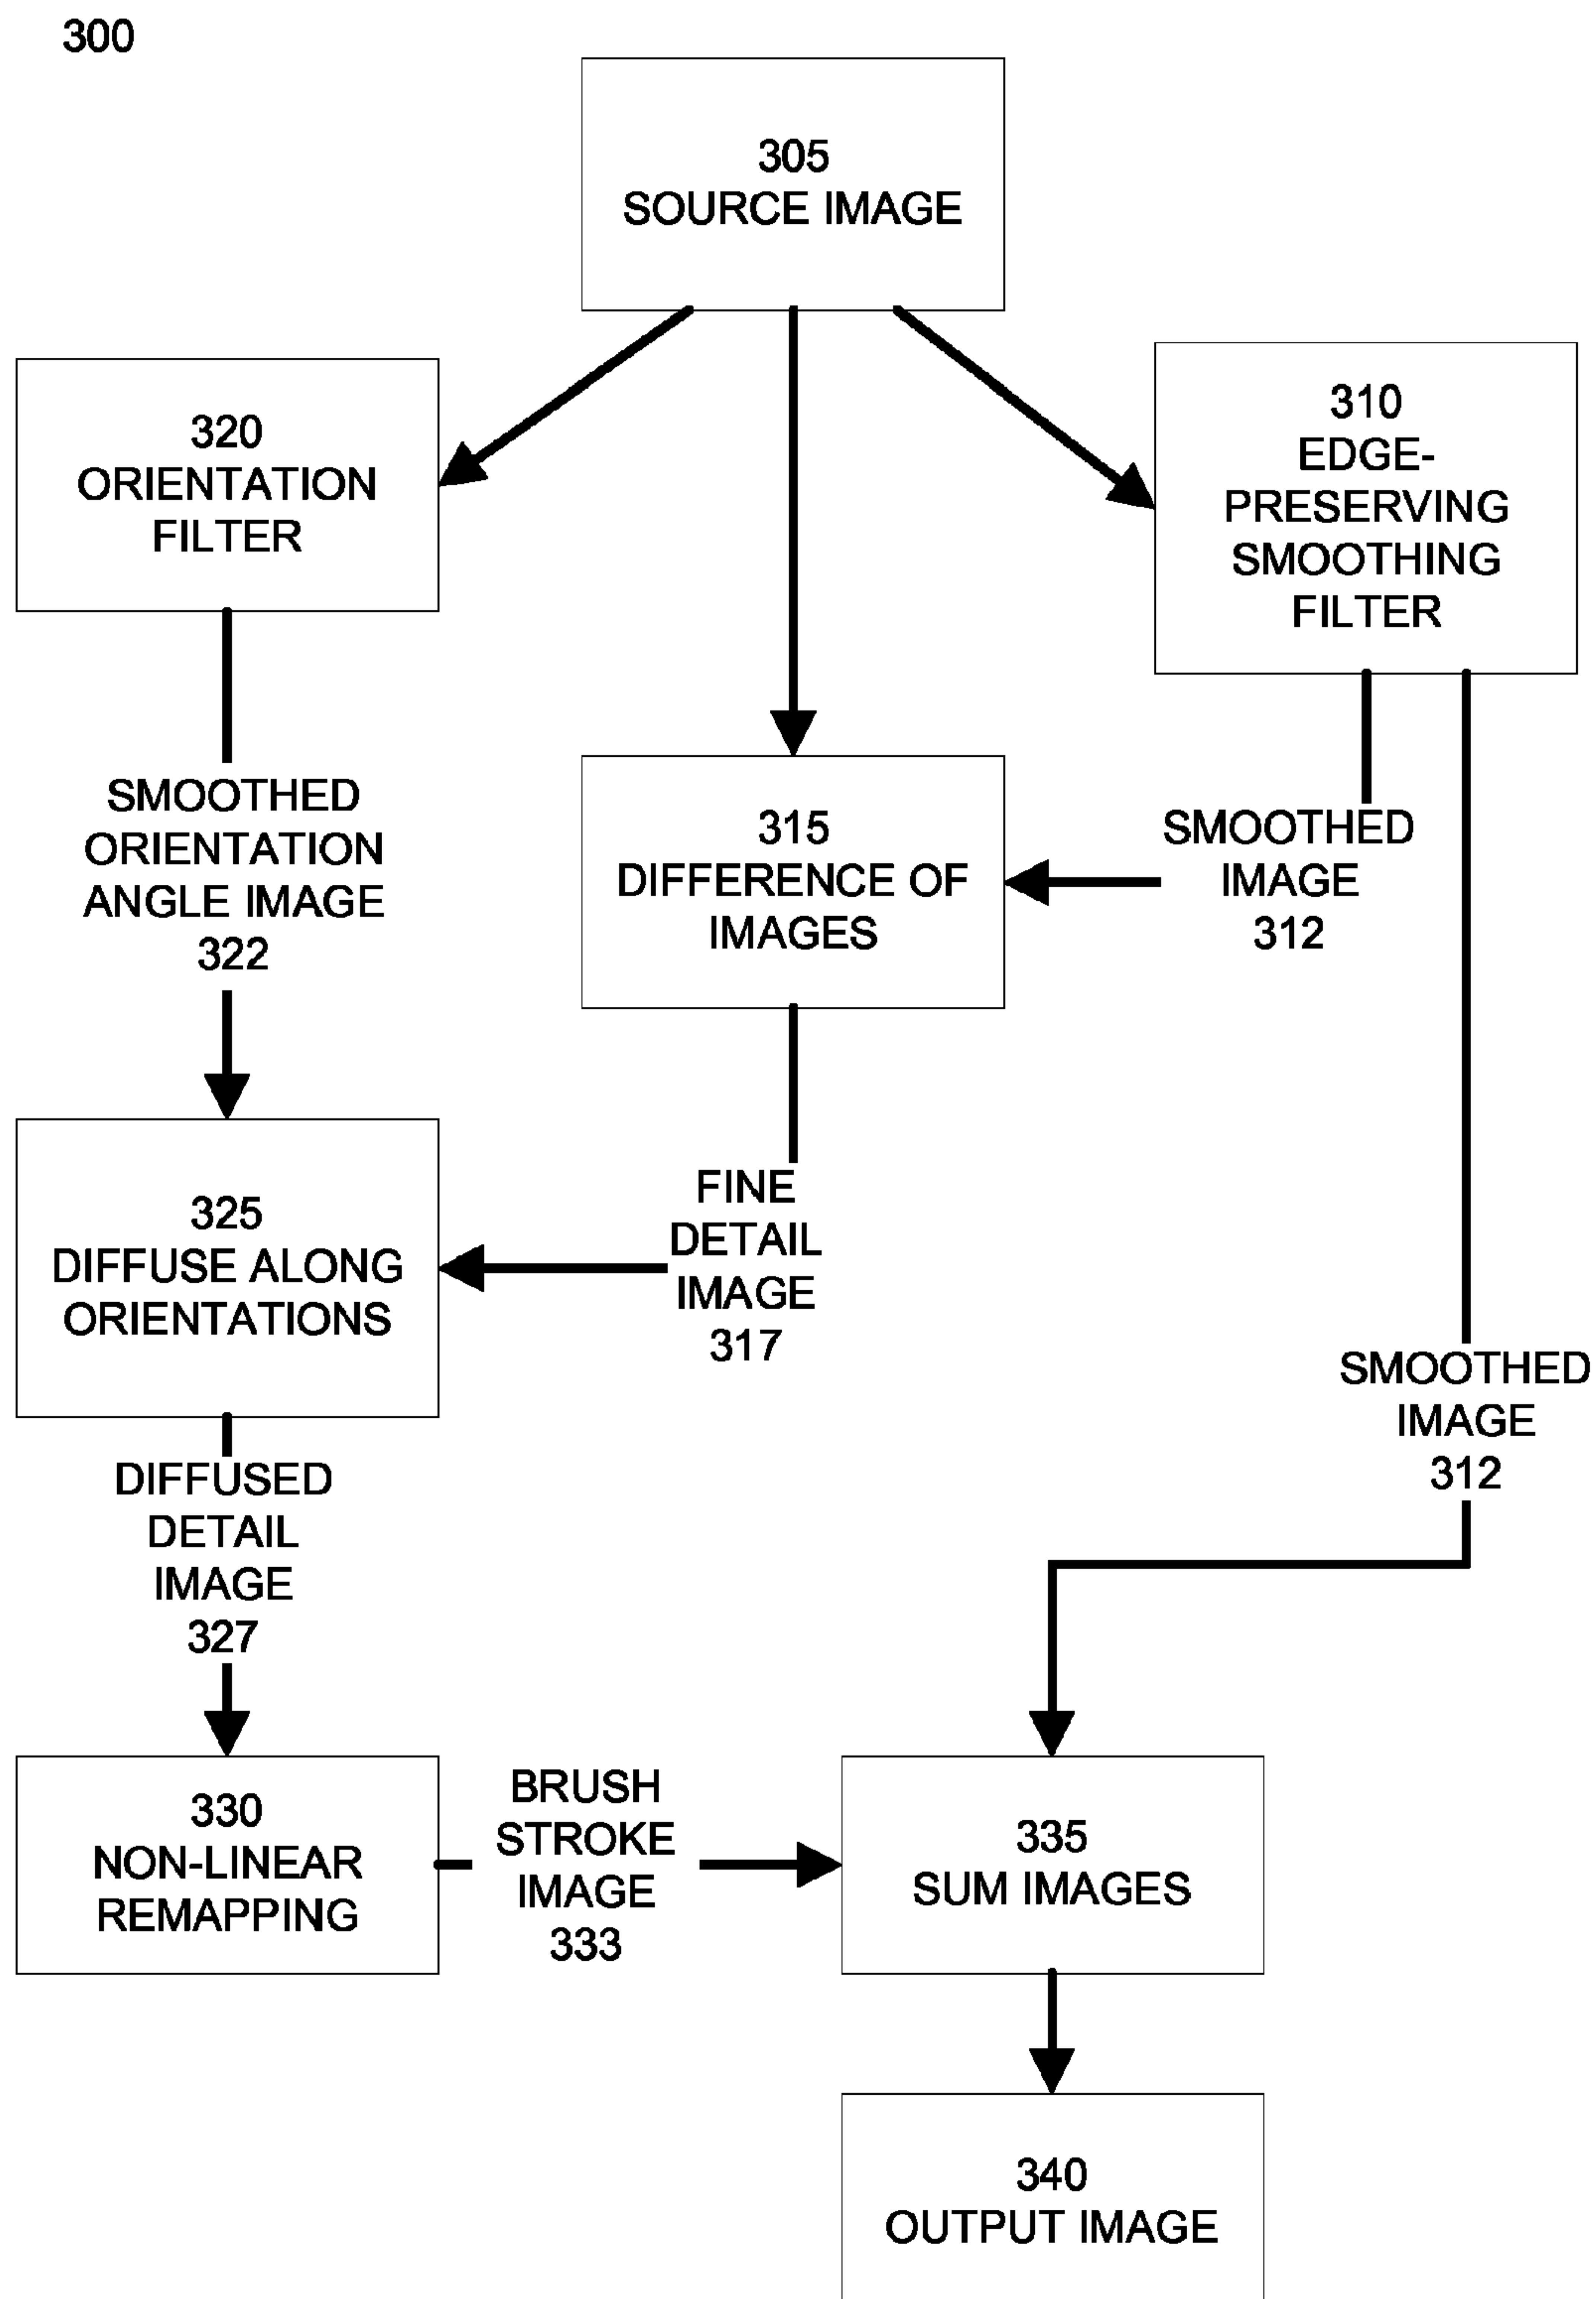 300
305
SOURCE IMAGE
320
ORIENTATION
FILTER
310
EDGE-
PRESERVING
SMOOTHING
FILTER
SMOOTHED
ORIENTATION
ANGLE IMAGE
322
315
DIFFERENCE OF
IMAGES
SMOOTHED
IMAGE
312
325
DIFFUSE ALONG
ORIENTATIONS
FINE
DETAIL
IMAGE
317
SMOOTHED
IMAGE
312
DIFFUSED
DETAIL
IMAGE
327
330
NON-LINEAR
REMAPPING
BRUSH
STROKE
IMAGE
333
335
SUM IMAGES
340
OUTPUT IMAGE